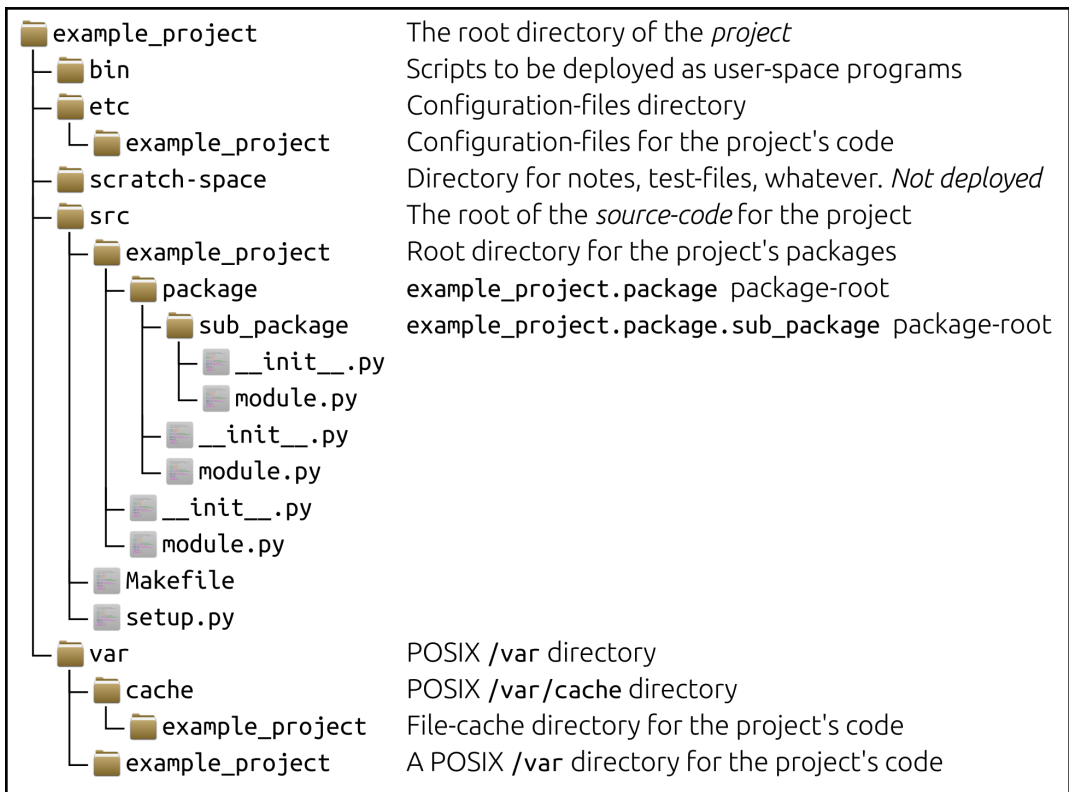 example_project The root directory of the project
bin Scripts to be deployed as user-space programs
etc Configuration-files directory
example_project Configuration-files for the project's code
scratch-space Directory for notes, test-files, whatever. Not deployed
src The root of the source-code for the project
example_project Root directory for the project's packages
package example_project.package package-root
sub_package example_project.package.sub_package package-root
__init__.py
module.py
__init__.py
module.py
__init__.py
module.py
Makefile
setup.py
var POSIX /var directory
cache POSIX /var/cache directory
example_project File-cache directory for the project's code
example_project A POSIX /var directory for the project's code